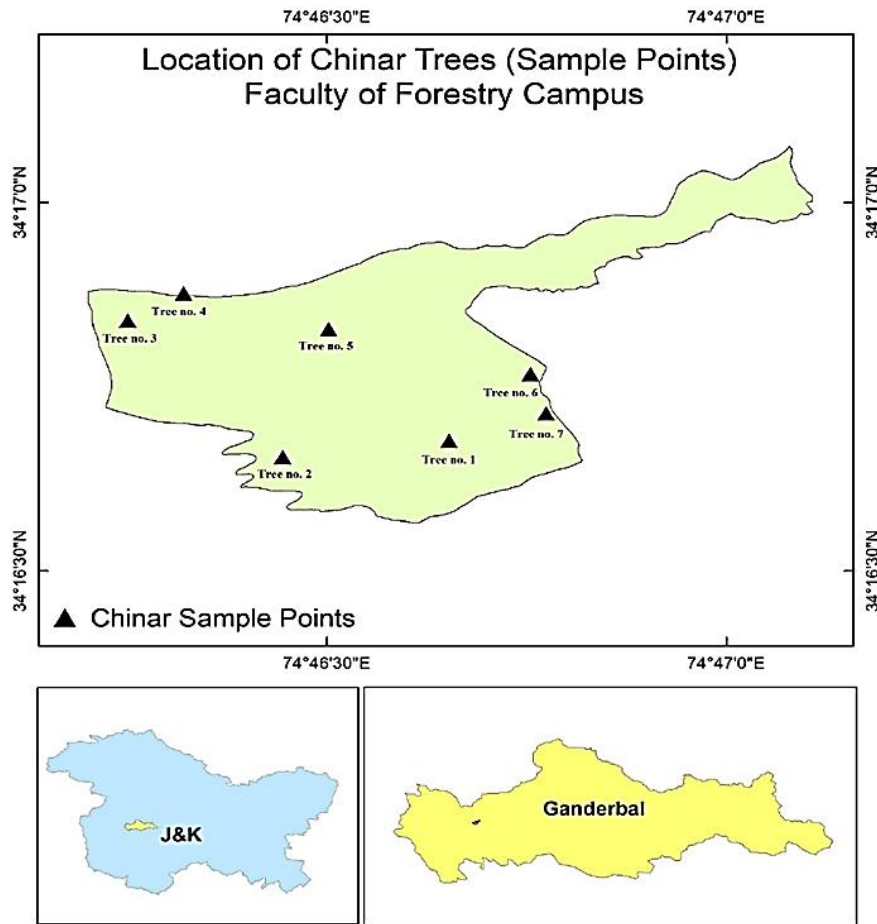 74°46'30"E
74°47'0"E
Location of Chinar Trees (Sample Points)
Faculty of Forestry Campus
34°17'0"N
34°17'0"N
Tree no. 4
Tree no. 3
Tree no. 5
Tree no. 6
Tree no. 7
Tree no. 1
Tree no. 2
34°16'30"N
34°16'30"N
Chinar Sample Points
74°46'30"E
74°47'0"E
J&K
Ganderbal